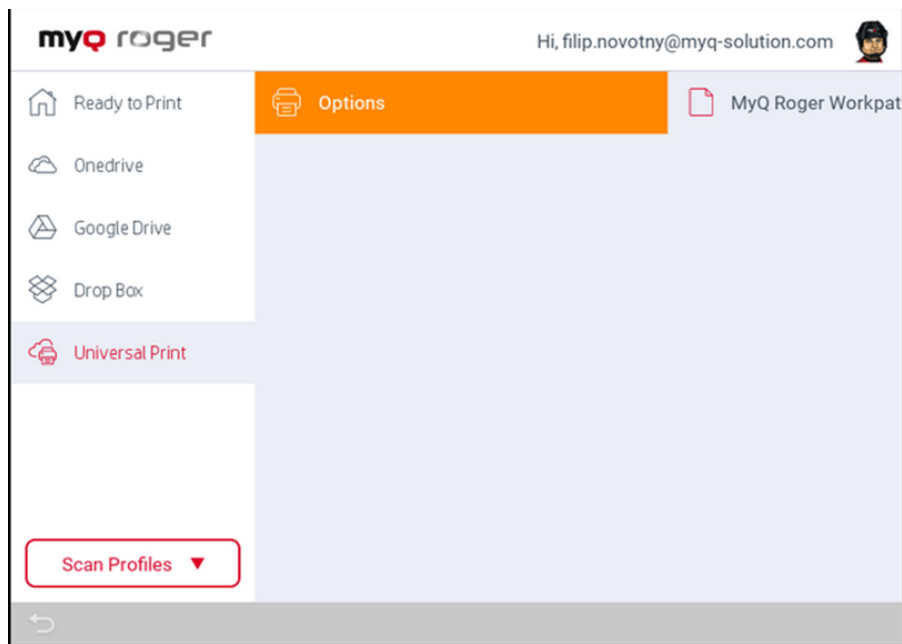 myQ roger
Hi, filip.novotny@myq-solution.com
Ready to Print
Options
MyQ Roger Workpat
Onedrive
Google Drive
Drop Box
Universal Print
Scan Profiles